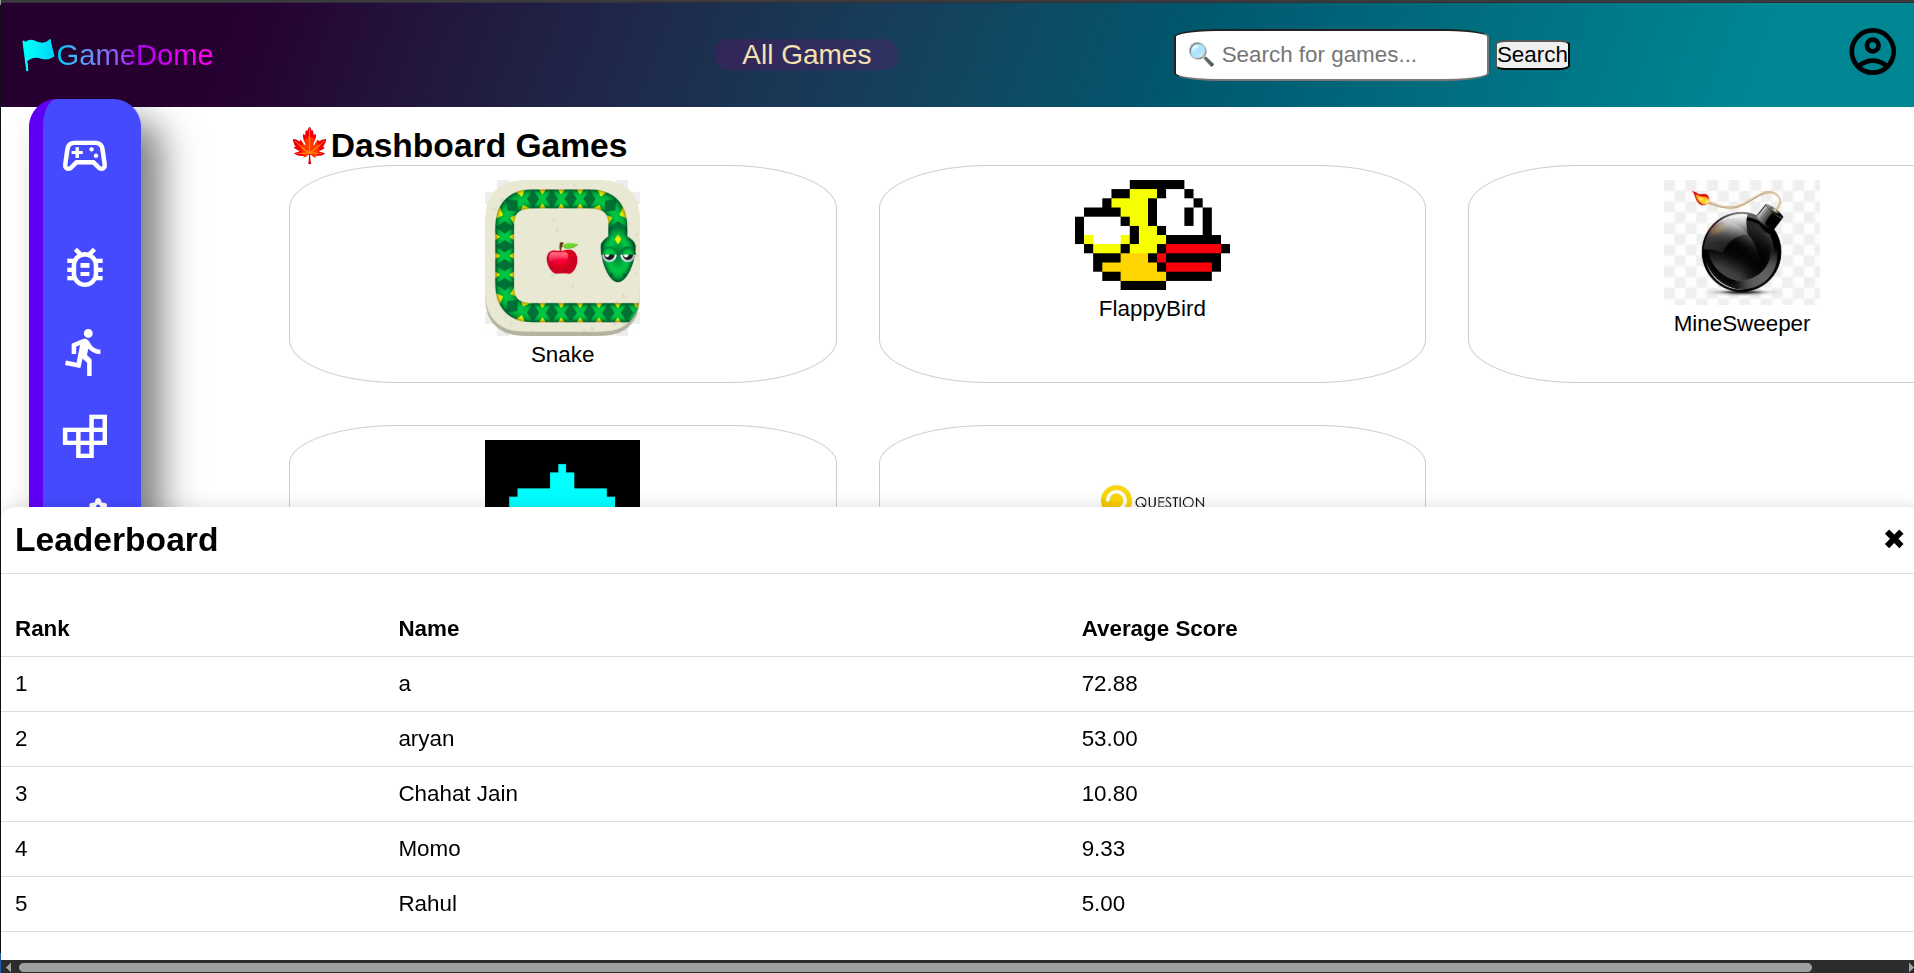 GameDome
All Games
🔍 Search for games...
Search
🍁Dashboard Games
Snake
FlappyBird
MineSweeper
QUESTION
Leaderboard
✖
Rank Name Average Score
1 a 72.88
2 aryan 53.00
3 Chahat Jain 10.80
4 Momo 9.33
5 Rahul 5.00